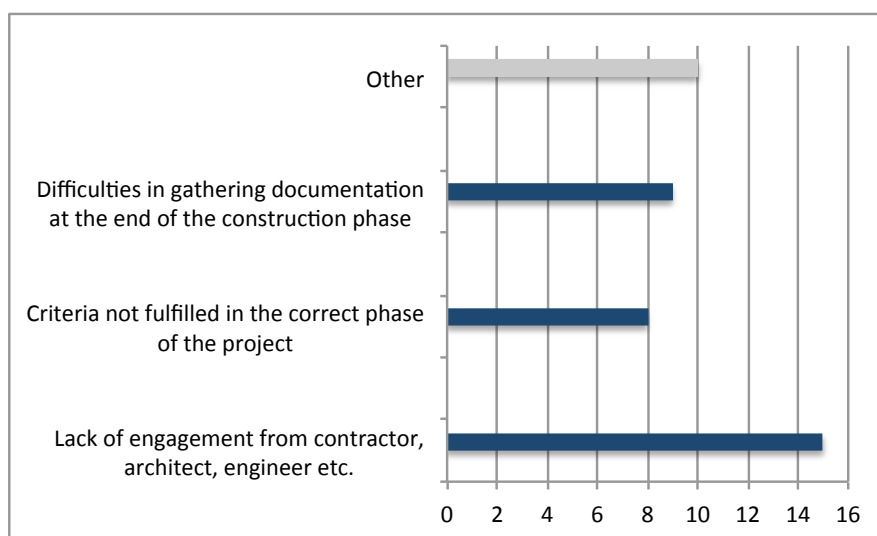 Other
Difficulties in gathering documentation
at the end of the construction phase
Criteria not fulfilled in the correct phase
of the project
Lack of engagement from contractor,
architect, engineer etc.
0 2 4 6 8 10 12 14 16